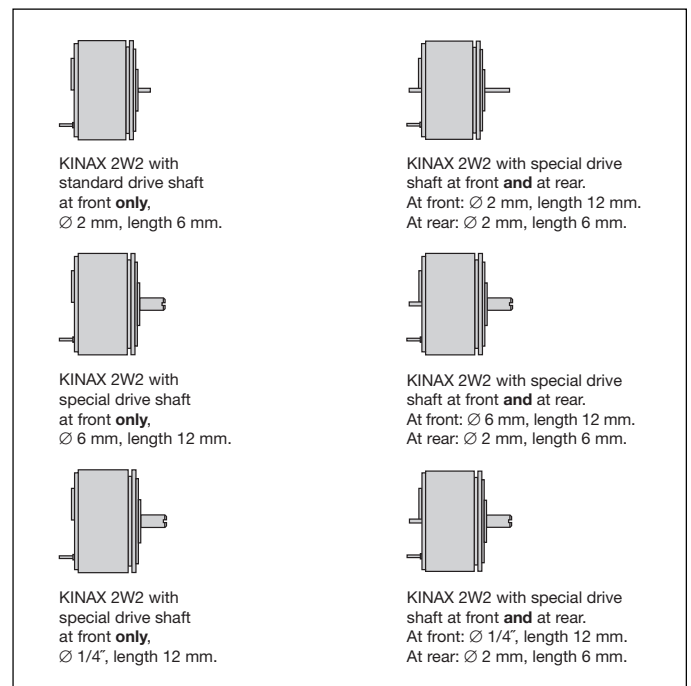 KINAX 2W2 with
standard drive shaft
at front only,
∅ 2 mm, length 6 mm.
KINAX 2W2 with special drive
shaft at front and at rear.
At front: ∅ 2 mm, length 12 mm.
At rear: ∅ 2 mm, length 6 mm.
KINAX 2W2 with
special drive shaft
at front only,
∅ 6 mm, length 12 mm.
KINAX 2W2 with special drive
shaft at front and at rear.
At front: ∅ 6 mm, length 12 mm.
At rear: ∅ 2 mm, length 6 mm.
KINAX 2W2 with
special drive shaft
at front only,
∅ 1/4˝, length 12 mm.
KINAX 2W2 with special drive
shaft at front and at rear.
At front: ∅ 1/4˝, length 12 mm.
At rear: ∅ 2 mm, length 6 mm.